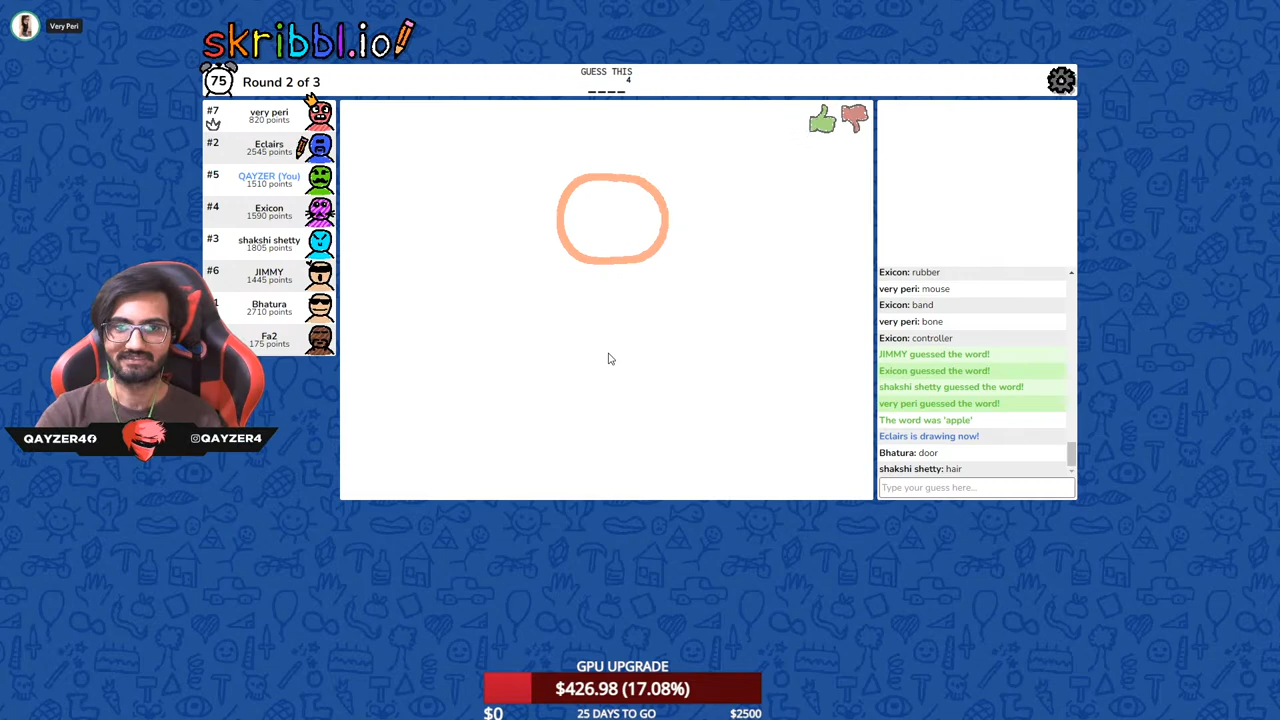 Very Peri
skribbl.io
75
Round 2 of 3
GUESS THIS
4
____
#7
very peri
820 points
#2
Eclairs
2545 points
#5
QAYZER (You)
1510 points
#4
Exicon
1590 points
#3
shakshi shetty
1805 points
#6
JIMMY
1445 points
Bhatura
2710 points
Fa2
175 points
Exicon: rubber
very peri: mouse
Exicon: band
very peri: bone
Exicon: controller
JIMMY guessed the word!
Exicon guessed the word!
shakshi shetty guessed the word!
very peri guessed the word!
The word was 'apple'
Eclairs is drawing now!
Bhatura: door
shakshi shetty: hair
Type your guess here...
QAYZER4
QAYZER4
GPU UPGRADE
$426.98 (17.08%)
$0
25 DAYS TO GO
$2500